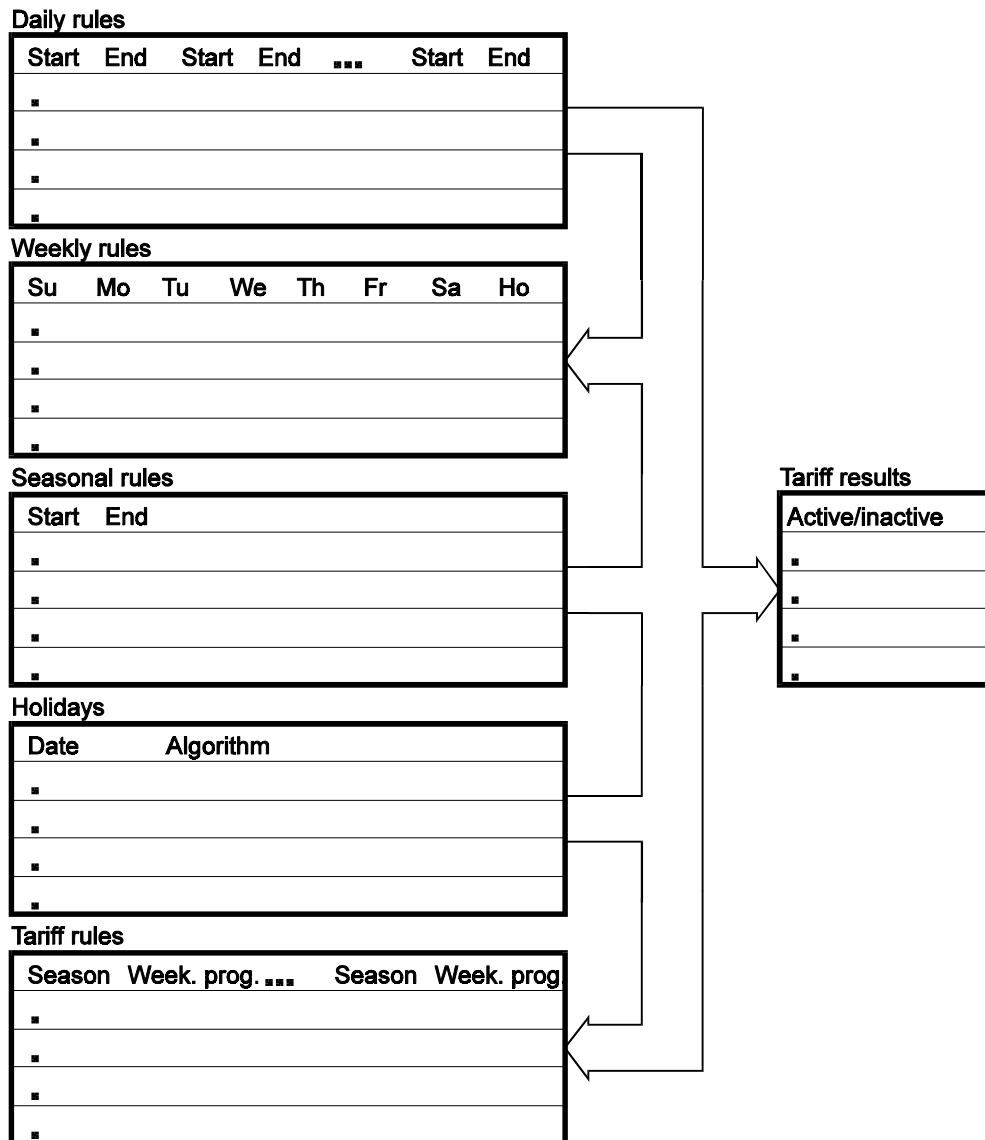 Daily rules
Start End Start End ... Start End
Weekly rules
Su Mo Tu We Th Fr Sa Ho
Seasonal rules
Start End
Tariff results
Active/inactive
Holidays
Date Algorithm
Tariff rules
Season Week. prog. ... Season Week. prog.